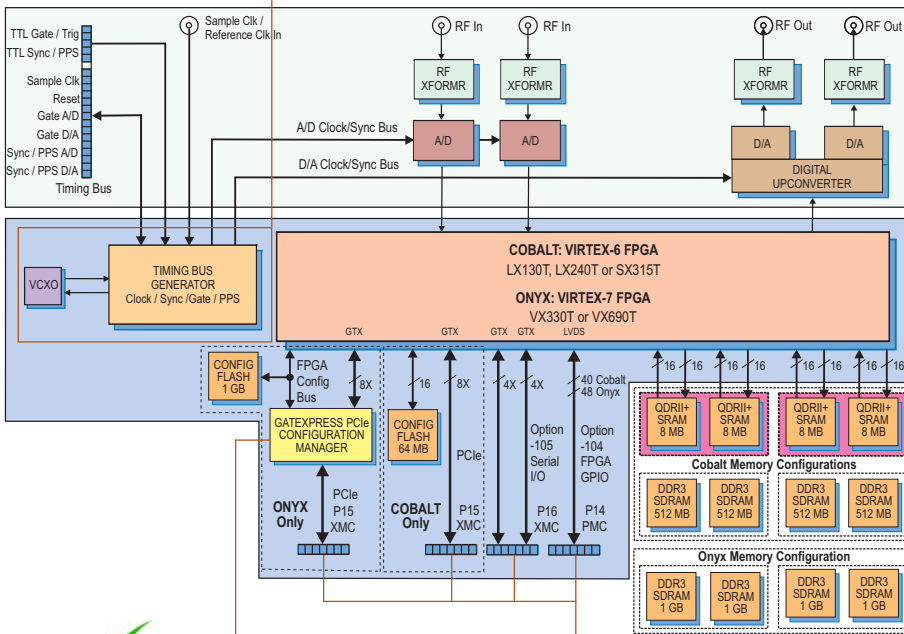 TTL Gate / Trig
TTL Sync / PPS
Sample Clk
Reset
Gate A/D
Gate D/A
Sync / PPS A/D
Sync / PPS D/A
Timing Bus
Sample Clk /
Reference Clk In
A/D Clock/Sync Bus
D/A Clock/Sync Bus
RF In
RF In
RF Out
RF Out
RF
XFORMR
RF
XFORMR
RF
XFORMR
RF
XFORMR
A/D
A/D
D/A
D/A
DIGITAL
UPCONVERTER
VCXO
TIMING BUS
GENERATOR
Clock / Sync /Gate / PPS
COBALT: VIRTEX-6 FPGA
LX130T, LX240T or SX315T
ONYX: VIRTEX-7 FPGA
VX330T or VX690T
GTX
GTX
GTX
GTX
LVDS
CONFIG
FLASH
1 GB
FPGA
Config
Bus
8X
16
8X
4X
4X
40 Cobalt
48 Onyx
16
16
16
16
16
16
16
16
GATEXPRESS PCIe
CONFIGURATION
MANAGER
CONFIG
FLASH
64 MB
PCIe
Option
-105
Serial
I/O
Option
-104
FPGA
GPIO
ONYX
Only
PCIe
P15
XMC
COBALT
Only
P15
XMC
P16
XMC
P14
PMC
QDRII+
SRAM
8 MB
QDRII+
SRAM
8 MB
QDRII+
SRAM
8 MB
QDRII+
SRAM
8 MB
Cobalt Memory Configurations
DDR3
SDRAM
512 MB
DDR3
SDRAM
512 MB
DDR3
SDRAM
512 MB
DDR3
SDRAM
512 MB
Onyx Memory Configuration
DDR3
SDRAM
1 GB
DDR3
SDRAM
1 GB
DDR3
SDRAM
1 GB
DDR3
SDRAM
1 GB